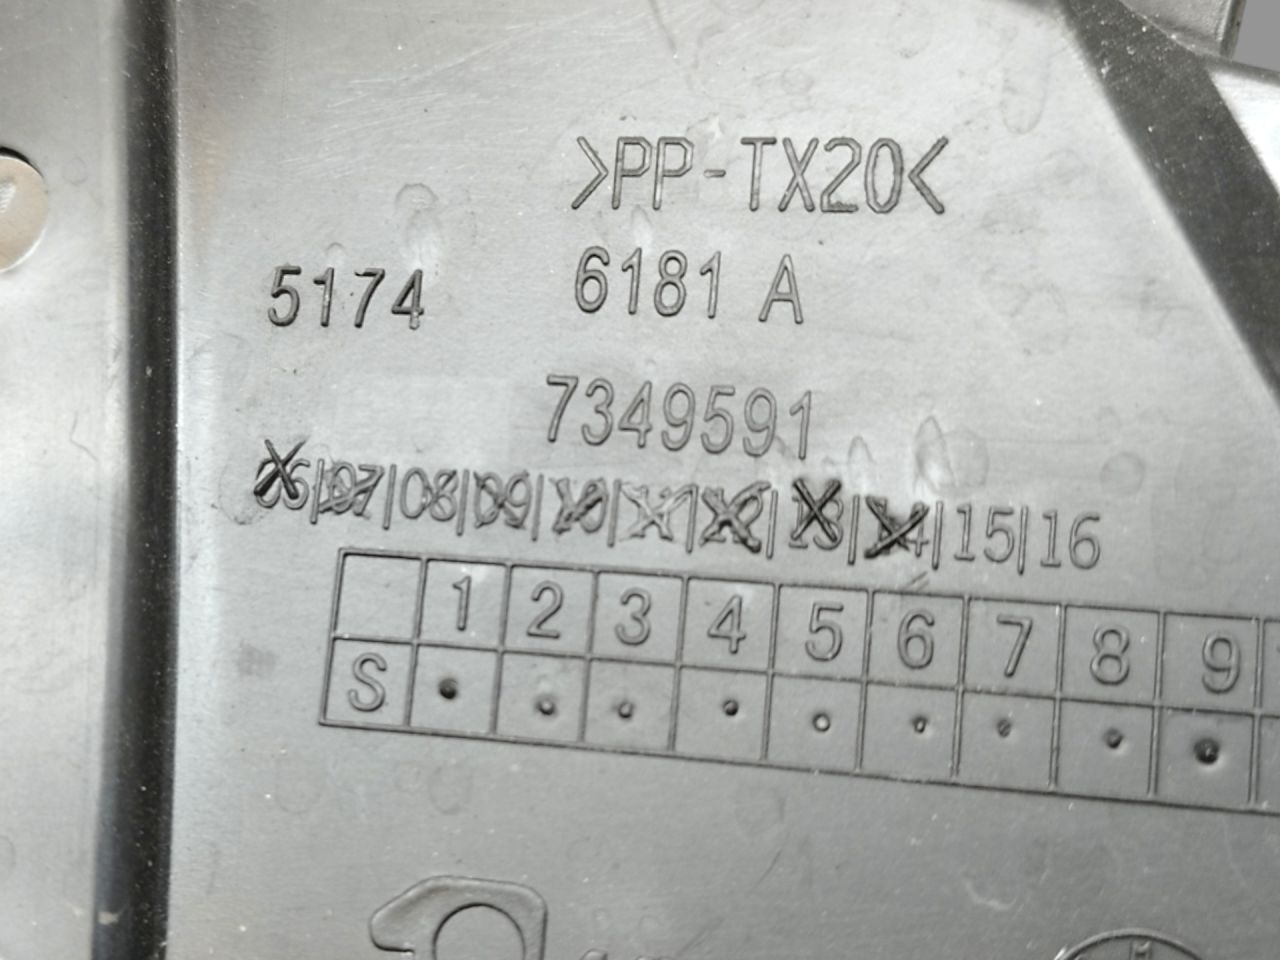 >PP-TX20<
5174 6181 A
7349591
06|07|08|09|10|11|12|13|14|15|16
1 2 3 4 5 6 7 8 9
S